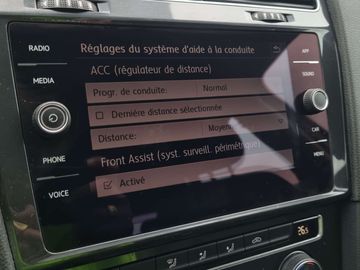 Réglages du système d'aide à la conduite
RADIO
APP
ACC (régulateur de distance)
MEDIA
SOUND
Progr. de conduite: Normal
Dernière distance sélectionnée
Distance: Moyen
PHONE
CAR
Front Assist (syst. surveill. périmétrique)
MENU
VOICE
Activé
26.5